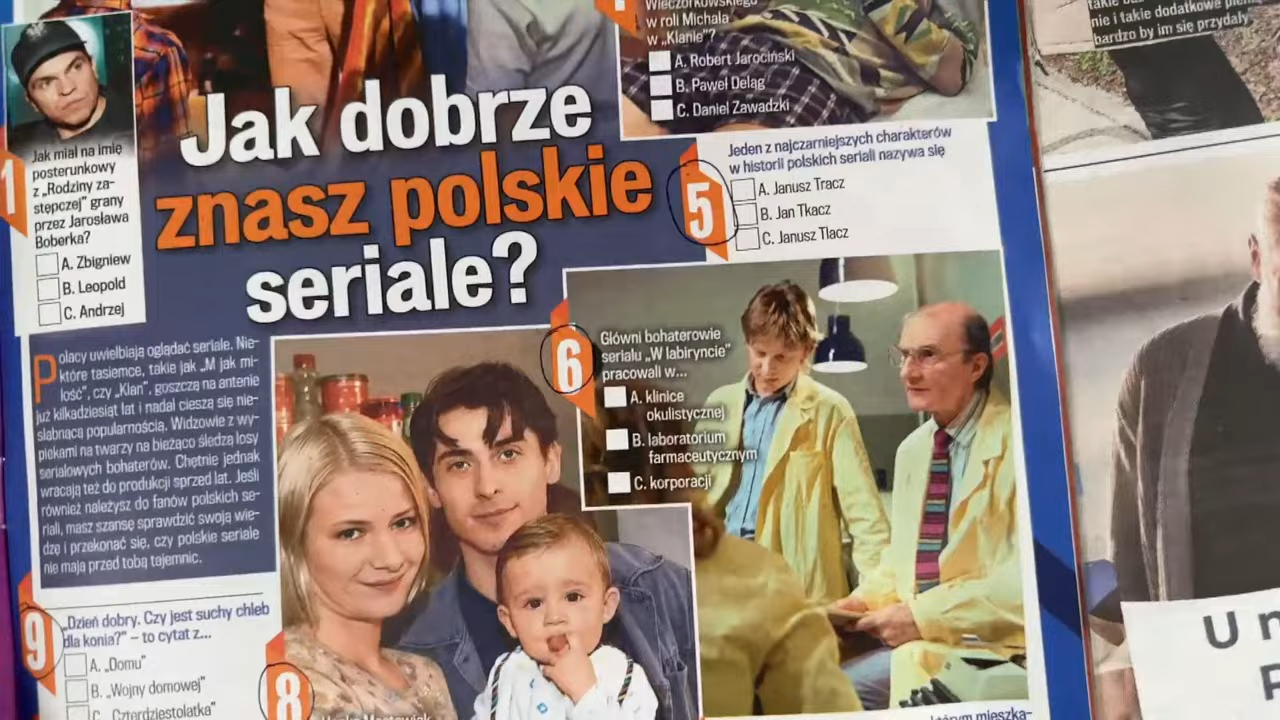 w roli Michala
w „Klanie"?
A. Robert Jarociński
B. Paweł Deląg
C. Daniel Zawadzki
takie
nie i takie dodatkowe
bardzo by im się przydały
1
Jak miał na imię
posterunkowy
z „Rodziny za-
stępczej" grany
przez Jarosława
Boberka?
A. Zbigniew
B. Leopold
C. Andrzej
Jak dobrze
znasz polskie
seriale?
5
Jeden z najczarniejszych charakterów
w historii polskich seriali nazywa się
A. Janusz Tracz
B. Jan Tkacz
C. Janusz Tlacz
Polacy uwielbiają oglądać seriale. Nie-
które tasiemce, takie jak „M jak mi-
łość", czy „Klan", goszczą na antenie
już kilkadziesiąt lat i nadal cieszą się nie-
słabnącą popularnością. Widzowie z wy-
piekami na twarzy na bieżąco śledzą losy
serialowych bohaterów. Chętnie jednak
wracają też do produkcji sprzed lat. Jeśli
również należysz do fanów polskich se-
riali, masz szansę sprawdzić swoją wie-
dzę i przekonać się, czy polskie seriale
nie mają przed tobą tajemnic.
6
Główni bohaterowie
serialu „W labiryncie"
pracowali w...
A. klinice
okulistycznej
B. laboratorium
farmaceutycznym
C. korporacji
9
„Dzień dobry. Czy jest suchy chleb
dla konia?" – to cytat z...
A. „Domu"
B. „Wojny domowej"
C. „Czterdziestolatka"
8
Mostowiak
którym mieszka-
U